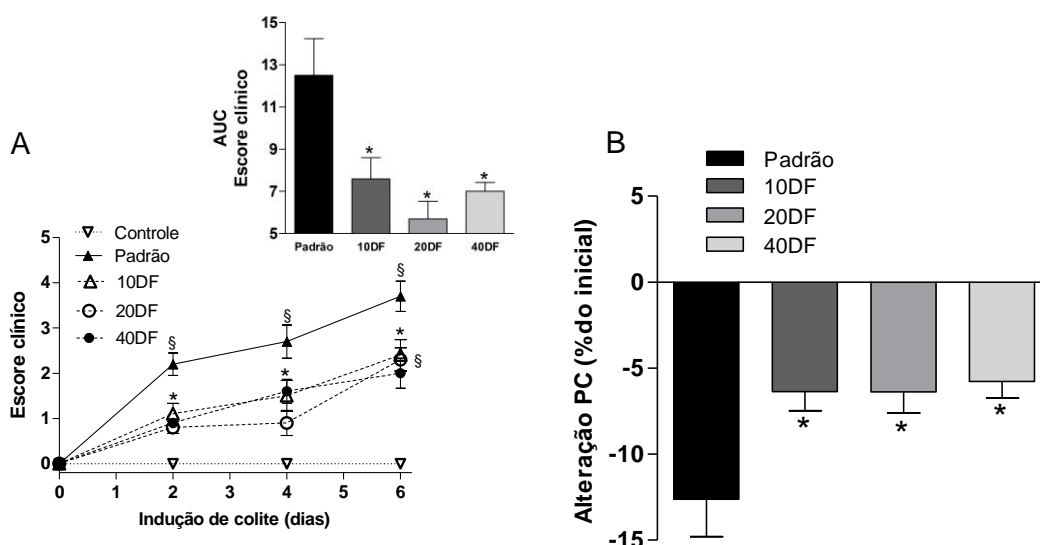 A
15
13
11
9
7
5
AUC
Escore clínico
*
*
*
Padrão 10DF 20DF 40DF
Controle
Padrão
10DF
20DF
40DF
5
4
3
2
1
0
Escore clínico
§
§
§
*
*
*
§
0 1 2 3 4 5 6
Indução de colite (dias)
B
Padrão
10DF
20DF
40DF
5
0
-5
-10
-15
Alteração PC (%do inicial)
*
*
*